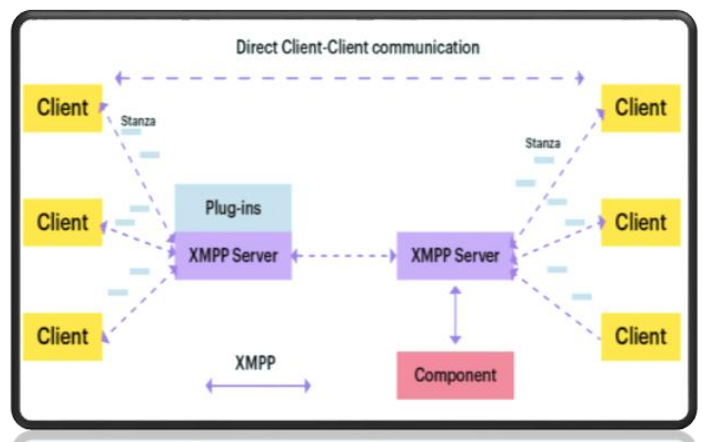 Direct Client-Client communication
Client
Client
Stanza
Stanza
Plug-ins
Client
Client
XMPP Server
XMPP Server
Client
Client
XMPP
Component